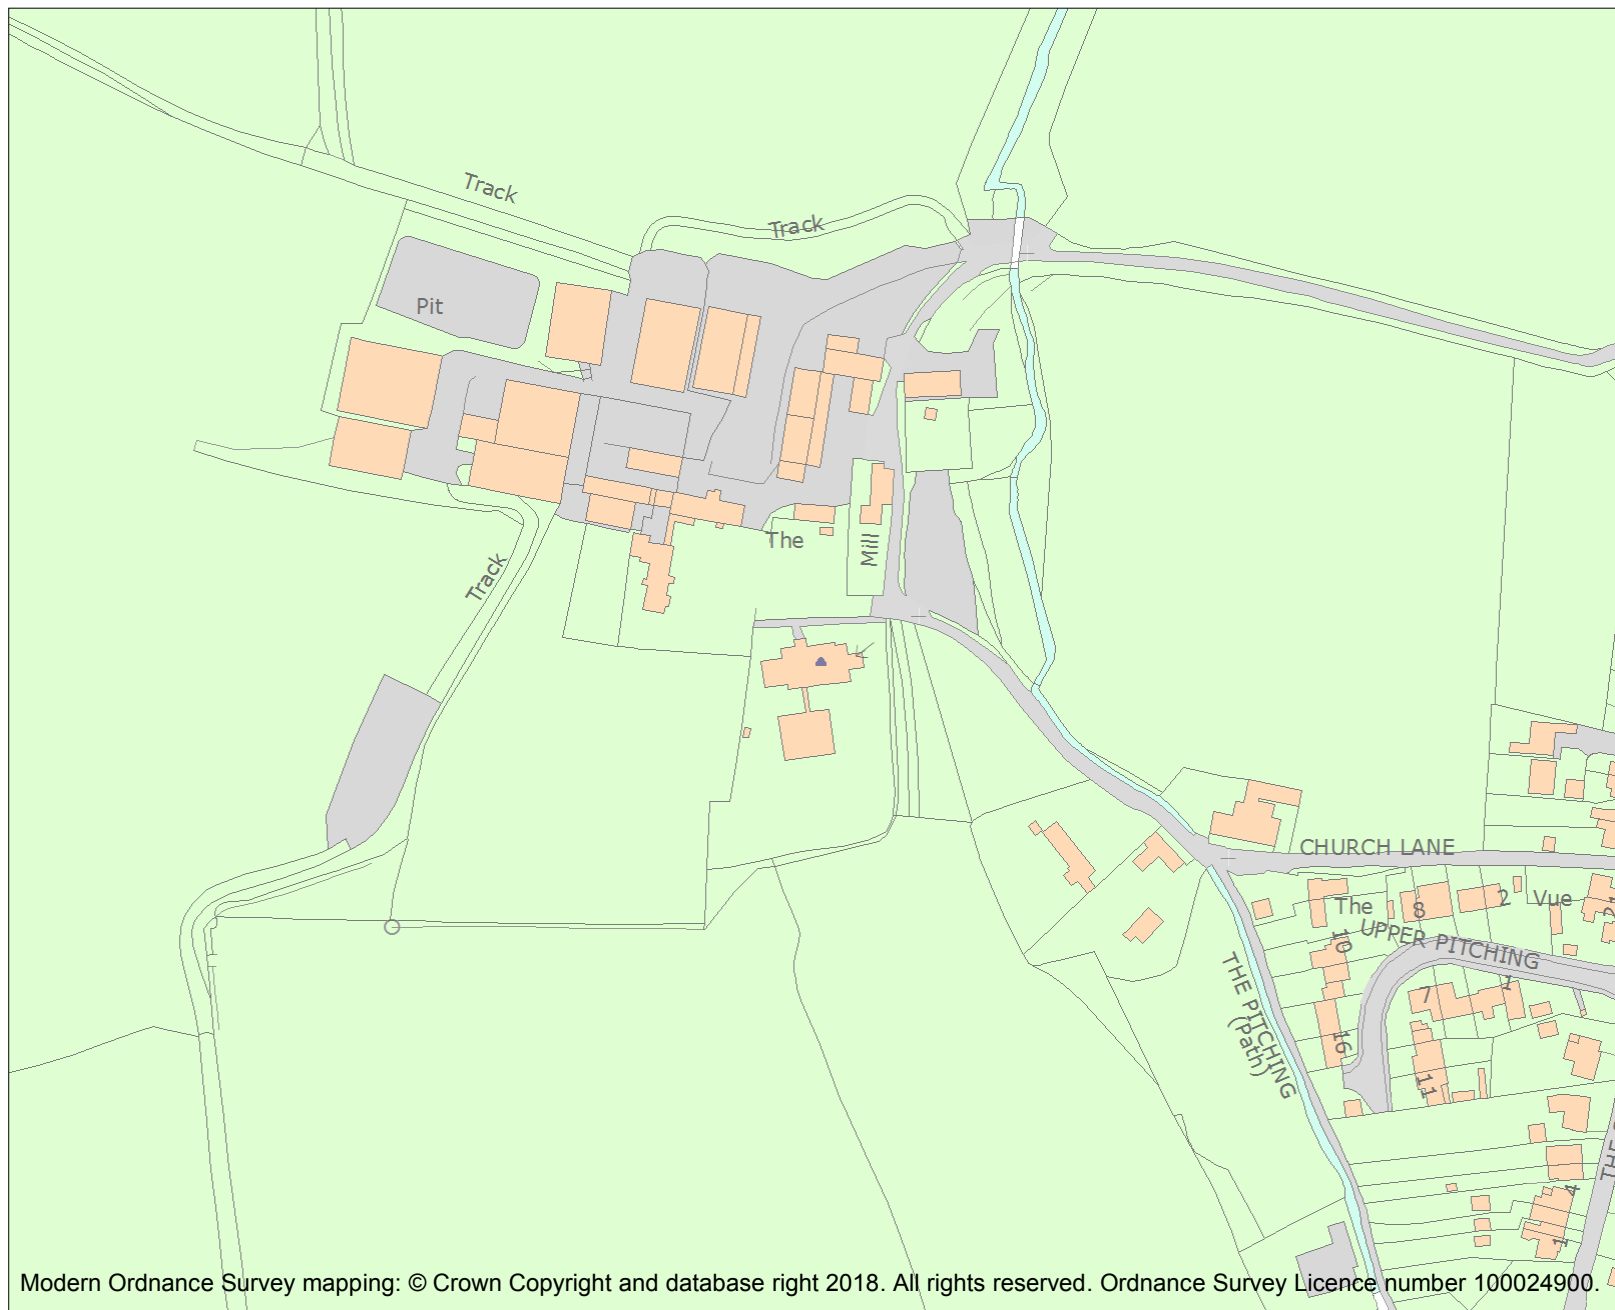 Track
Track
Pit
The
Mill
Track
CHURCH LANE
The
8
2
Vue
10
UPPER PITCHING
7
1
THE PITCHING
(Path)
16
11
4
1
Modern Ordnance Survey mapping: © Crown Copyright and database right 2018. All rights reserved. Ordnance Survey Licence number 100024900.